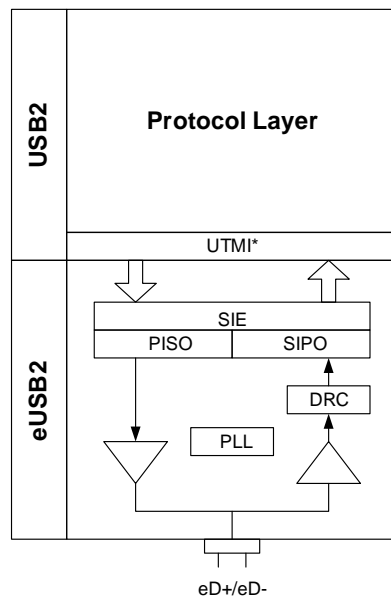 USB2
Protocol Layer
UTMI*
eUSB2
SIE
PISO
SIPO
DRC
PLL
eD+/eD-